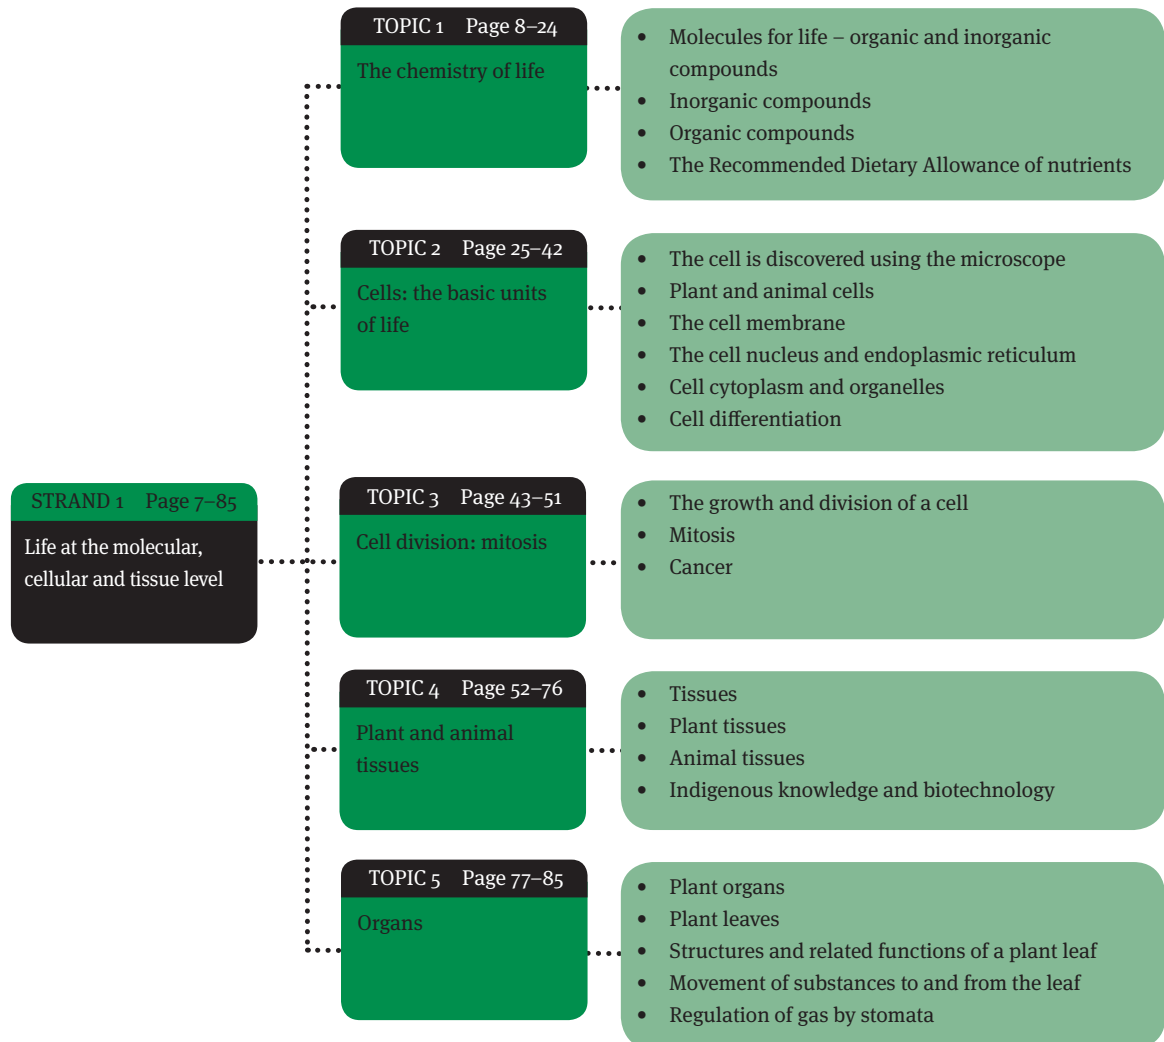 TOPIC 1 Page 8–24
The chemistry of life
• Molecules for life – organic and inorganic
compounds
• Inorganic compounds
• Organic compounds
• The Recommended Dietary Allowance of nutrients
TOPIC 2 Page 25–42
Cells: the basic units
of life
• The cell is discovered using the microscope
• Plant and animal cells
• The cell membrane
• The cell nucleus and endoplasmic reticulum
• Cell cytoplasm and organelles
• Cell differentiation
STRAND 1 Page 7–85
Life at the molecular,
cellular and tissue level
TOPIC 3 Page 43–51
Cell division: mitosis
• The growth and division of a cell
• Mitosis
• Cancer
TOPIC 4 Page 52–76
Plant and animal
tissues
• Tissues
• Plant tissues
• Animal tissues
• Indigenous knowledge and biotechnology
TOPIC 5 Page 77–85
Organs
• Plant organs
• Plant leaves
• Structures and related functions of a plant leaf
• Movement of substances to and from the leaf
• Regulation of gas by stomata